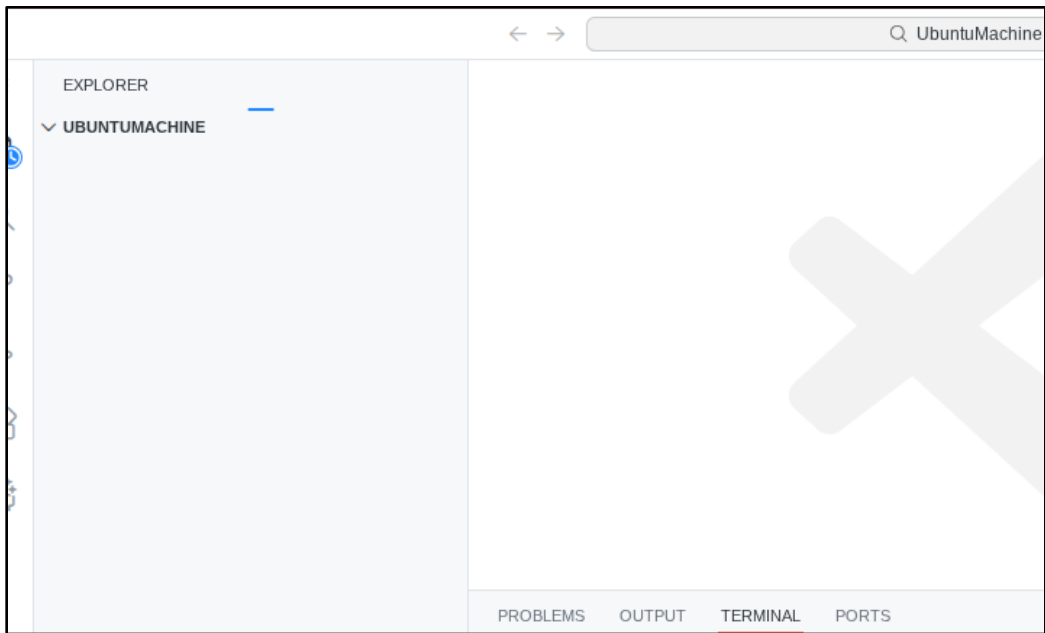 UbuntuMachine
EXPLORER
UBUNTUMACHINE
PROBLEMS OUTPUT TERMINAL PORTS